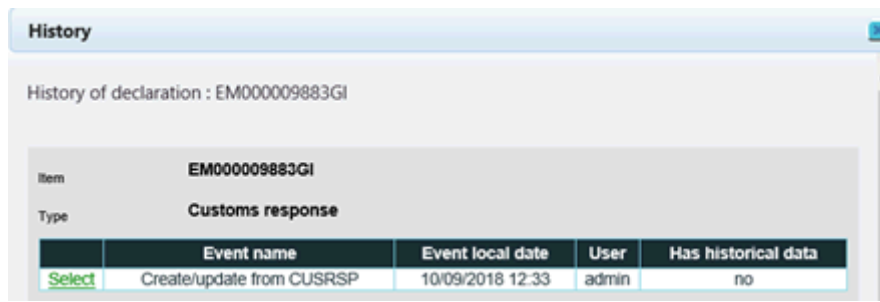 History
History of declaration : EM000009883GI
Item EM000009883GI
Type Customs response
Event name Event local date User Has historical data
Select Create/update from CUSRSP 10/09/2018 12:33 admin no